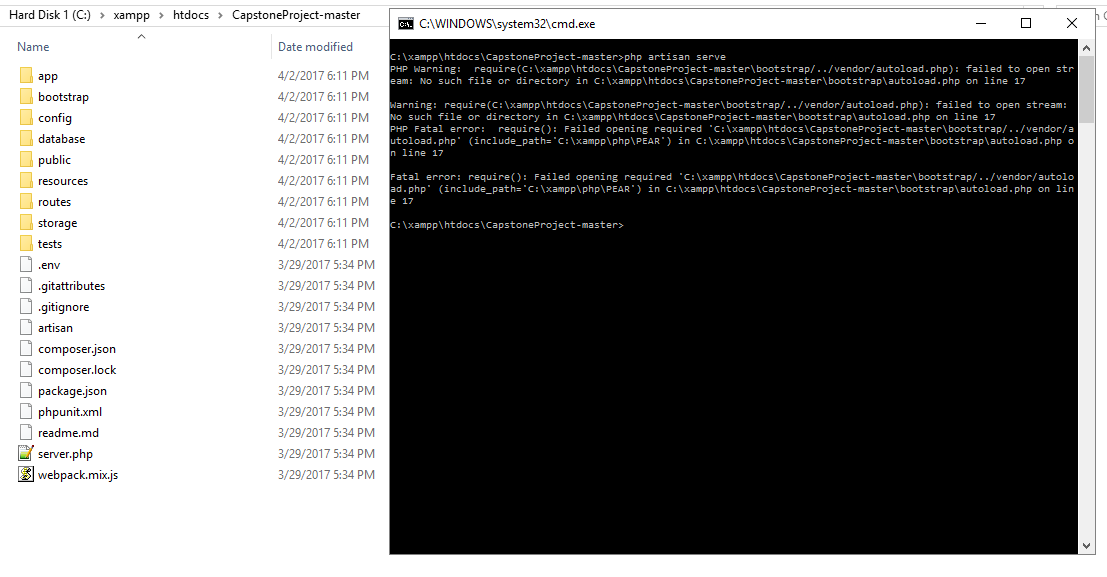 Hard Disk 1 (C:) > xampp > htdocs > CapstoneProject-master
Name Date modified
app 4/2/2017 6:11 PM
bootstrap 4/2/2017 6:11 PM
config 4/2/2017 6:11 PM
database 4/2/2017 6:11 PM
public 4/2/2017 6:11 PM
resources 4/2/2017 6:11 PM
routes 4/2/2017 6:11 PM
storage 4/2/2017 6:11 PM
tests 4/2/2017 6:11 PM
.env 3/29/2017 5:34 PM
.gitattributes 3/29/2017 5:34 PM
.gitignore 3/29/2017 5:34 PM
artisan 3/29/2017 5:34 PM
composer.json 3/29/2017 5:34 PM
composer.lock 3/29/2017 5:34 PM
package.json 3/29/2017 5:34 PM
phpunit.xml 3/29/2017 5:34 PM
readme.md 3/29/2017 5:34 PM
server.php 3/29/2017 5:34 PM
webpack.mix.js 3/29/2017 5:34 PM
C:\WINDOWS\system32\cmd.exe
C:\xampp\htdocs\CapstoneProject-master>php artisan serve
PHP Warning:  require(C:\xampp\htdocs\CapstoneProject-master\bootstrap/../vendor/autoload.php): failed to open str
eam: No such file or directory in C:\xampp\htdocs\CapstoneProject-master\bootstrap\autoload.php on line 17
Warning: require(C:\xampp\htdocs\CapstoneProject-master\bootstrap/../vendor/autoload.php): failed to open stream:
No such file or directory in C:\xampp\htdocs\CapstoneProject-master\bootstrap\autoload.php on line 17
PHP Fatal error:  require(): Failed opening required 'C:\xampp\htdocs\CapstoneProject-master\bootstrap/../vendor/a
utoload.php' (include_path='C:\xampp\php\PEAR') in C:\xampp\htdocs\CapstoneProject-master\bootstrap\autoload.php o
n line 17
Fatal error: require(): Failed opening required 'C:\xampp\htdocs\CapstoneProject-master\bootstrap/../vendor/autolo
ad.php' (include_path='C:\xampp\php\PEAR') in C:\xampp\htdocs\CapstoneProject-master\bootstrap\autoload.php on lin
e 17
C:\xampp\htdocs\CapstoneProject-master>